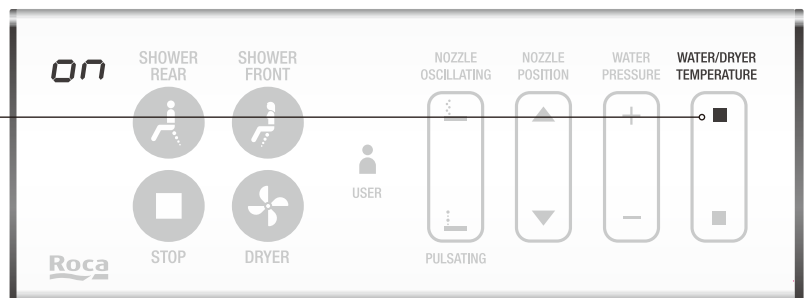 on
SHOWER
REAR
SHOWER
FRONT
NOZZLE
OSCILLATING
NOZZLE
POSITION
WATER
PRESSURE
WATER/DRYER
TEMPERATURE
USER
STOP
DRYER
PULSATING
Roca